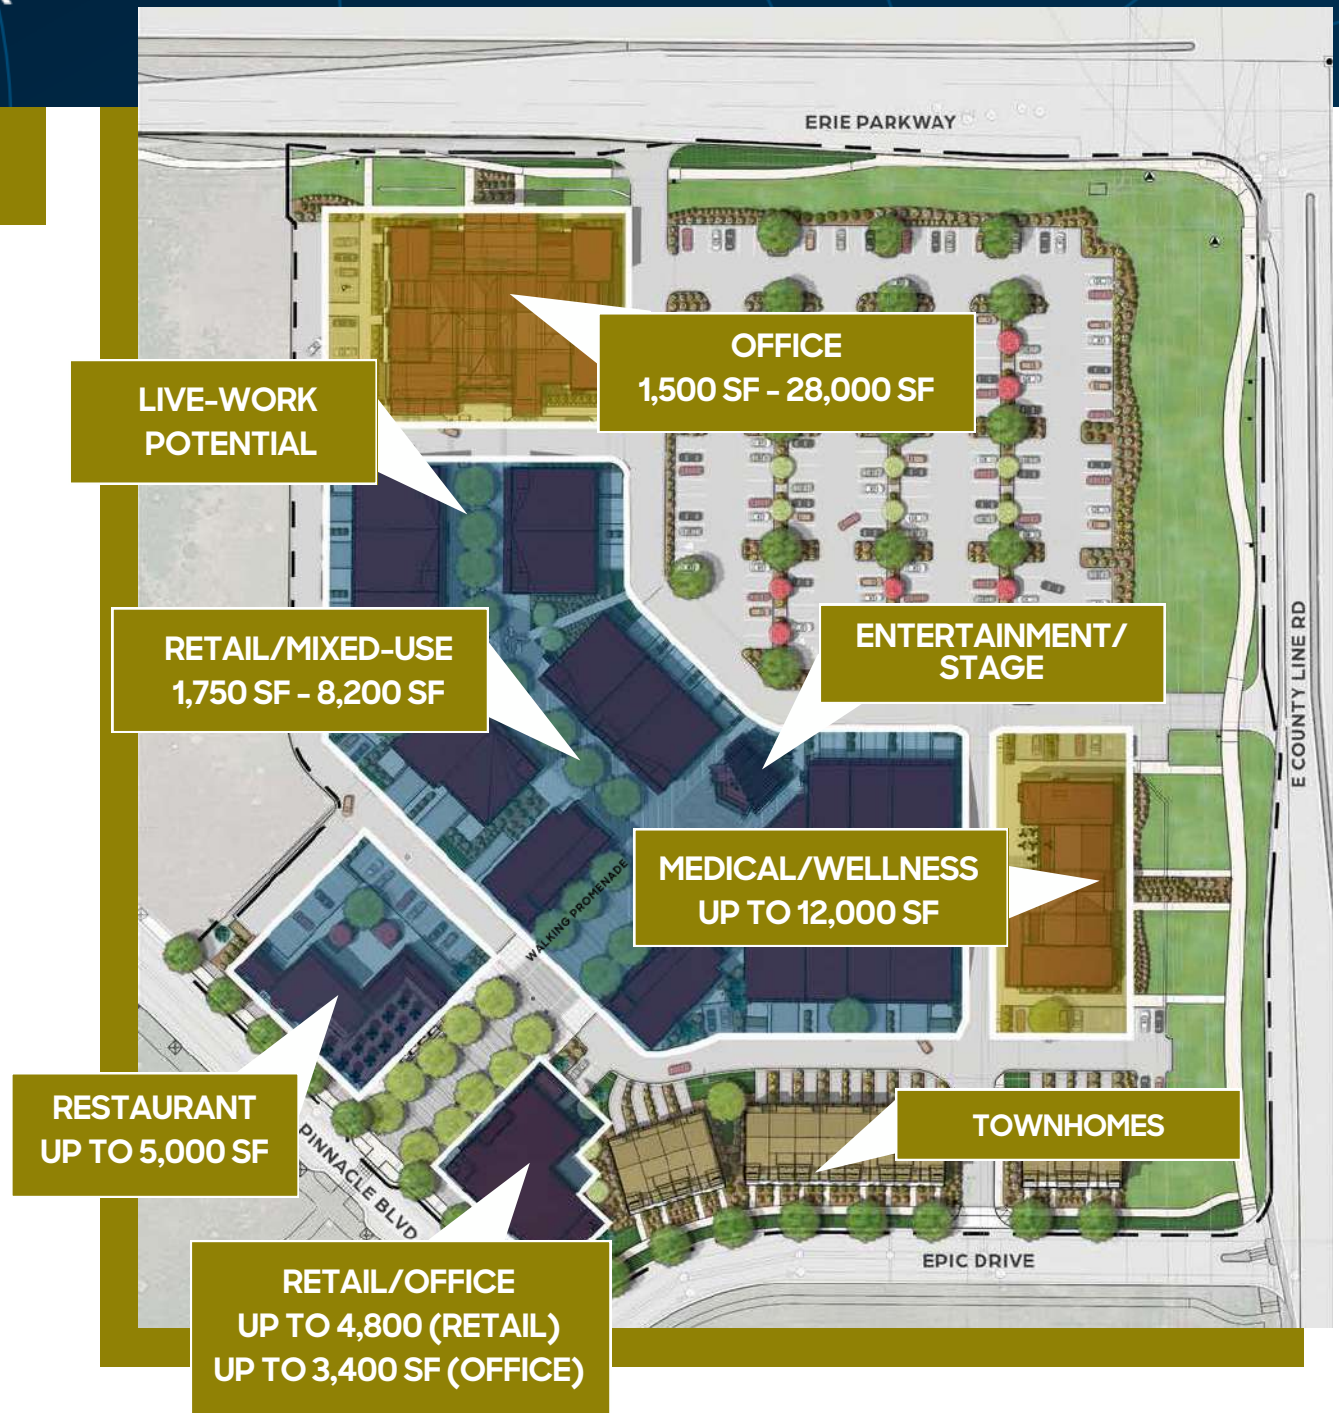 ERIE PARKWAY
OFFICE
1,500 SF - 28,000 SF
LIVE-WORK
POTENTIAL
RETAIL/MIXED-USE
1,750 SF - 8,200 SF
ENTERTAINMENT/
STAGE
E COUNTY LINE RD
MEDICAL/WELLNESS
UP TO 12,000 SF
WALKING PROMENADE
RESTAURANT
UP TO 5,000 SF
TOWNHOMES
PINNACLE BLVD
EPIC DRIVE
RETAIL/OFFICE
UP TO 4,800 (RETAIL)
UP TO 3,400 SF (OFFICE)